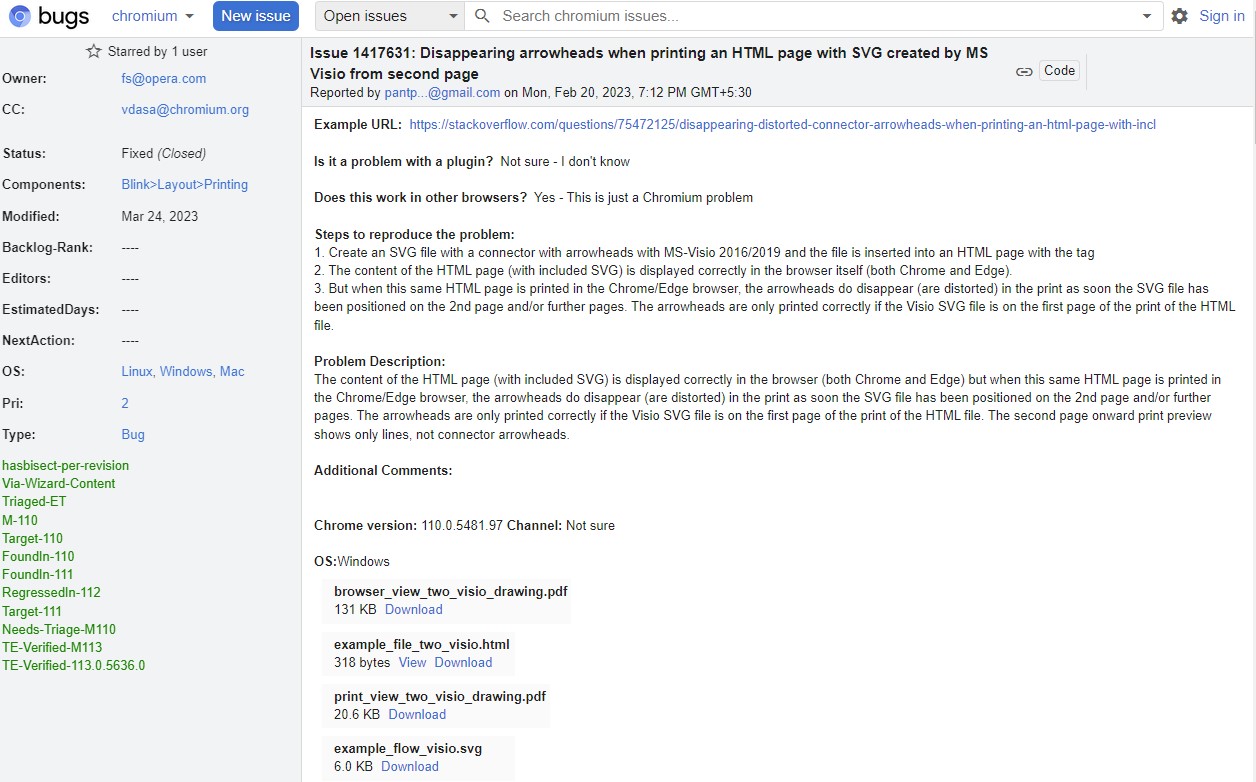 bugs chromium New issue Open issues Search chromium issues... Sign in
Starred by 1 user
Owner: fs@opera.com
CC: vdasa@chromium.org
Status: Fixed (Closed)
Components: Blink>Layout>Printing
Modified: Mar 24, 2023
Backlog-Rank: ----
Editors: ----
EstimatedDays: ----
NextAction: ----
OS: Linux, Windows, Mac
Pri: 2
Type: Bug
hasbisect-per-revision
Via-Wizard-Content
Triaged-ET
M-110
Target-110
FoundIn-110
FoundIn-111
RegressedIn-112
Target-111
Needs-Triage-M110
TE-Verified-M113
TE-Verified-113.0.5636.0
Issue 1417631: Disappearing arrowheads when printing an HTML page with SVG created by MS
Visio from second page
Code
Reported by pantp...@gmail.com on Mon, Feb 20, 2023, 7:12 PM GMT+5:30
Example URL: https://stackoverflow.com/questions/75472125/disappearing-distorted-connector-arrowheads-when-printing-an-html-page-with-incl
Is it a problem with a plugin? Not sure - I don't know
Does this work in other browsers? Yes - This is just a Chromium problem
Steps to reproduce the problem:
1. Create an SVG file with a connector with arrowheads with MS-Visio 2016/2019 and the file is inserted into an HTML page with the tag
2. The content of the HTML page (with included SVG) is displayed correctly in the browser itself (both Chrome and Edge).
3. But when this same HTML page is printed in the Chrome/Edge browser, the arrowheads do disappear (are distorted) in the print as soon the SVG file has
been positioned on the 2nd page and/or further pages. The arrowheads are only printed correctly if the Visio SVG file is on the first page of the print of the HTML
file.
Problem Description:
The content of the HTML page (with included SVG) is displayed correctly in the browser (both Chrome and Edge) but when this same HTML page is printed in
the Chrome/Edge browser, the arrowheads do disappear (are distorted) in the print as soon the SVG file has been positioned on the 2nd page and/or further
pages. The arrowheads are only printed correctly if the Visio SVG file is on the first page of the print of the HTML file. The second page onward print preview
shows only lines, not connector arrowheads.
Additional Comments:
Chrome version: 110.0.5481.97 Channel: Not sure
OS:Windows
browser_view_two_visio_drawing.pdf
131 KB Download
example_file_two_visio.html
318 bytes View Download
print_view_two_visio_drawing.pdf
20.6 KB Download
example_flow_visio.svg
6.0 KB Download